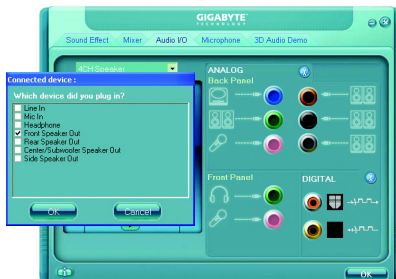 GIGABYTE
TECHNOLOGY
Sound Effect Mixer Audio I/O Microphone 3D Audio Demo
4CH Speaker
ANALOG
Back Panel
Connected device :
Which device did you plug in?
Line In
Mic In
Headphone
Front Speaker Out
Rear Speaker Out
Center/Subwoofer Speaker Out
Side Speaker Out
OK Cancel
Front Panel
DIGITAL
OK